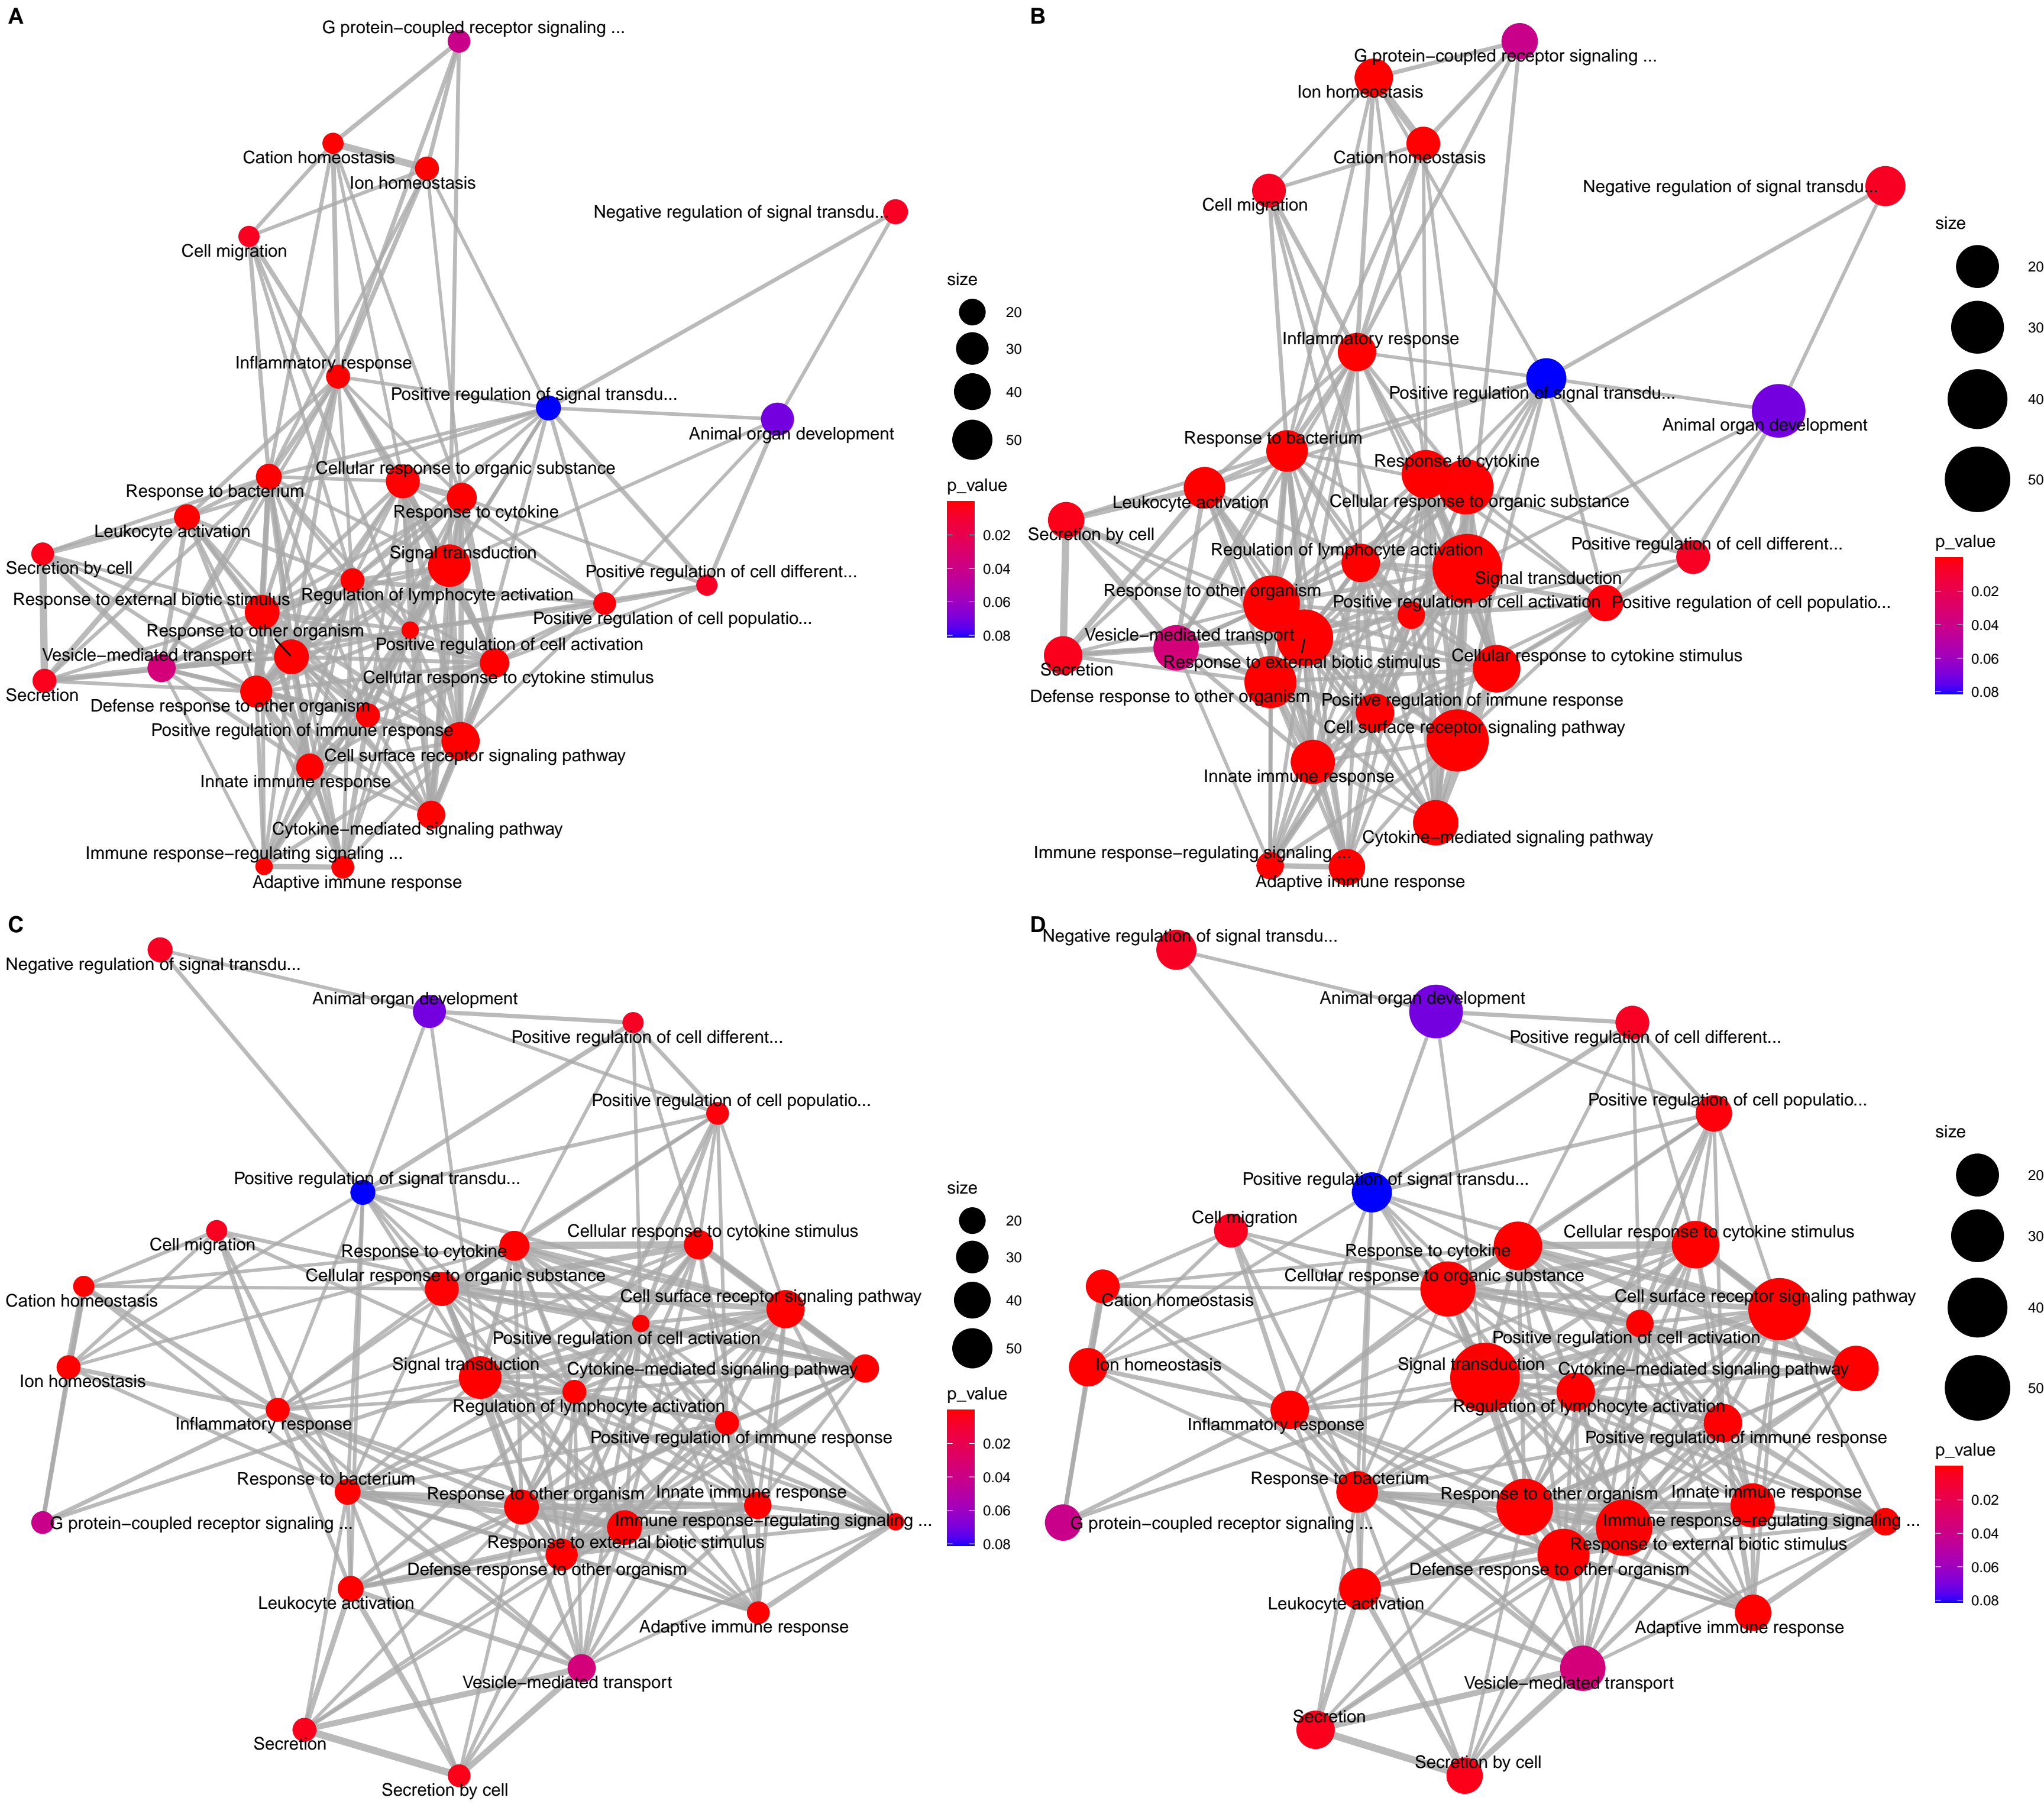 A
G protein−coupled receptor signaling ...
Cation homeostasis
Ion homeostasis
Negative regulation of signal transdu...
Cell migration
Inflammatory response
Positive regulation of signal transdu...
Animal organ development
Cellular response to organic substance
Response to bacterium
Response to cytokine
Leukocyte activation
Signal transduction
Secretion by cell
Positive regulation of cell different...
Regulation of lymphocyte activation
Response to external biotic stimulus
Positive regulation of cell populatio...
Response to other organism
Positive regulation of cell activation
Vesicle−mediated transport
Cellular response to cytokine stimulus
Secretion
Defense response to other organism
Positive regulation of immune response
Cell surface receptor signaling pathway
Innate immune response
Cytokine−mediated signaling pathway
Immune response−regulating signaling ...
Adaptive immune response
size
20
30
40
50
p_value
0.02
0.04
0.06
0.08
B
G protein−coupled receptor signaling ...
Ion homeostasis
Cation homeostasis
Negative regulation of signal transdu...
Cell migration
Inflammatory response
Positive regulation of signal transdu...
Animal organ development
Response to bacterium
Response to cytokine
Leukocyte activation
Cellular response to organic substance
Secretion by cell
Positive regulation of cell different...
Regulation of lymphocyte activation
Signal transduction
Response to other organism
Positive regulation of cell activation
Positive regulation of cell populatio...
Vesicle−mediated transport
Cellular response to cytokine stimulus
Response to external biotic stimulus
Secretion
Defense response to other organism
Positive regulation of immune response
Cell surface receptor signaling pathway
Innate immune response
Cytokine−mediated signaling pathway
Immune response−regulating signaling ...
Adaptive immune response
size
20
30
40
50
p_value
0.02
0.04
0.06
0.08
C
Negative regulation of signal transdu...
Animal organ development
Positive regulation of cell different...
Positive regulation of cell populatio...
Positive regulation of signal transdu...
Cellular response to cytokine stimulus
Cell migration
Response to cytokine
Cellular response to organic substance
Cell surface receptor signaling pathway
Cation homeostasis
Positive regulation of cell activation
Signal transduction
Cytokine−mediated signaling pathway
Ion homeostasis
Regulation of lymphocyte activation
Inflammatory response
Positive regulation of immune response
Response to bacterium
Response to other organism
Innate immune response
G protein−coupled receptor signaling ...
Immune response−regulating signaling ...
Response to external biotic stimulus
Defense response to other organism
Leukocyte activation
Adaptive immune response
Vesicle−mediated transport
Secretion
Secretion by cell
size
20
30
40
50
p_value
0.02
0.04
0.06
0.08
D
Negative regulation of signal transdu...
Animal organ development
Positive regulation of cell different...
Positive regulation of cell populatio...
Positive regulation of signal transdu...
Cell migration
Cellular response to cytokine stimulus
Response to cytokine
Cellular response to organic substance
Cell surface receptor signaling pathway
Cation homeostasis
Positive regulation of cell activation
Ion homeostasis
Signal transduction
Cytokine−mediated signaling pathway
Regulation of lymphocyte activation
Inflammatory response
Positive regulation of immune response
Response to bacterium
Response to other organism
Innate immune response
G protein−coupled receptor signaling ...
Immune response−regulating signaling ...
Response to external biotic stimulus
Defense response to other organism
Leukocyte activation
Adaptive immune response
Vesicle−mediated transport
Secretion
Secretion by cell
size
20
30
40
50
p_value
0.02
0.04
0.06
0.08